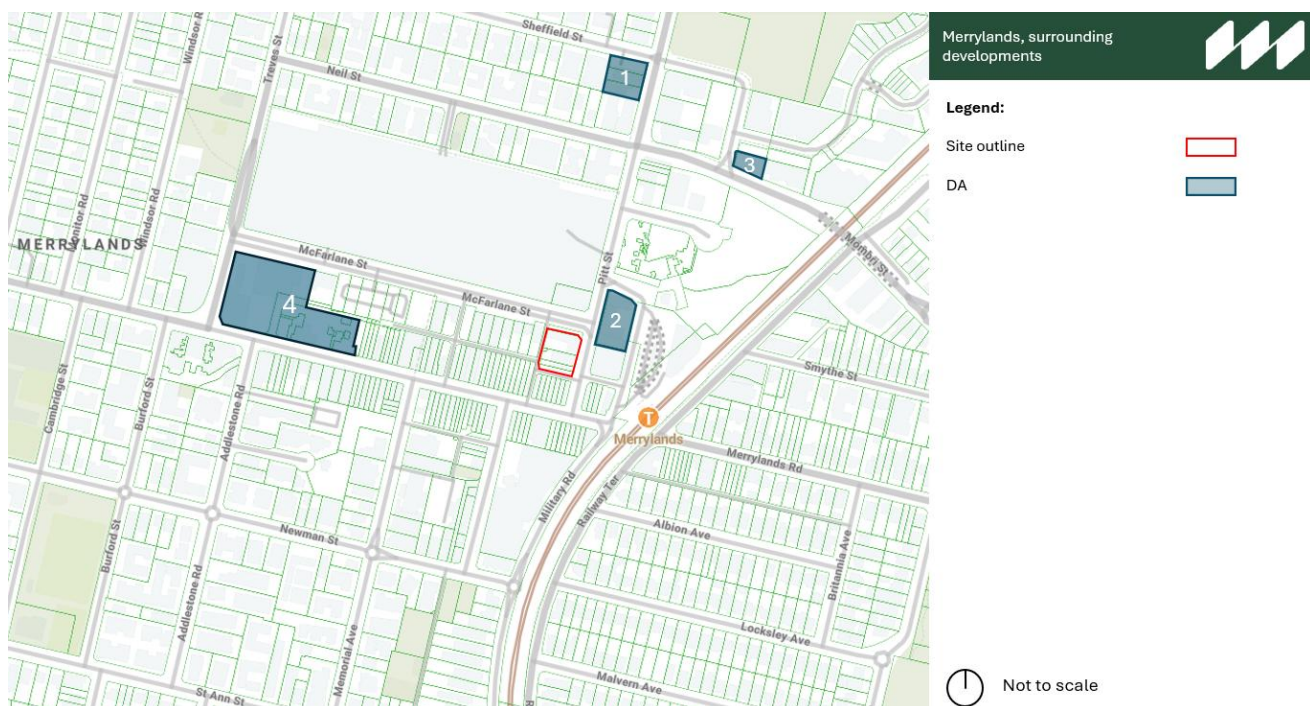 Sheffield St
Windsor R
Treves St
Neil St
1
3
Monitor Rd
Windsor Rd
MERRYLANDS
McFarlane St
4
McFarlane St
Pitt St
2
Smythe St
T
Merrylands
Merrylands Rd
Cambridge St
Burford St
Addlestone Rd
Military Rd
Railway Ter
Albion Ave
Britannia Ave
Newman St
Burford St
Addlestone Rd
Memorial Ave
Locksley Ave
Malvern Ave
St Ann St
R
Merrylands, surrounding
developments
Legend:
Site outline
DA
Not to scale